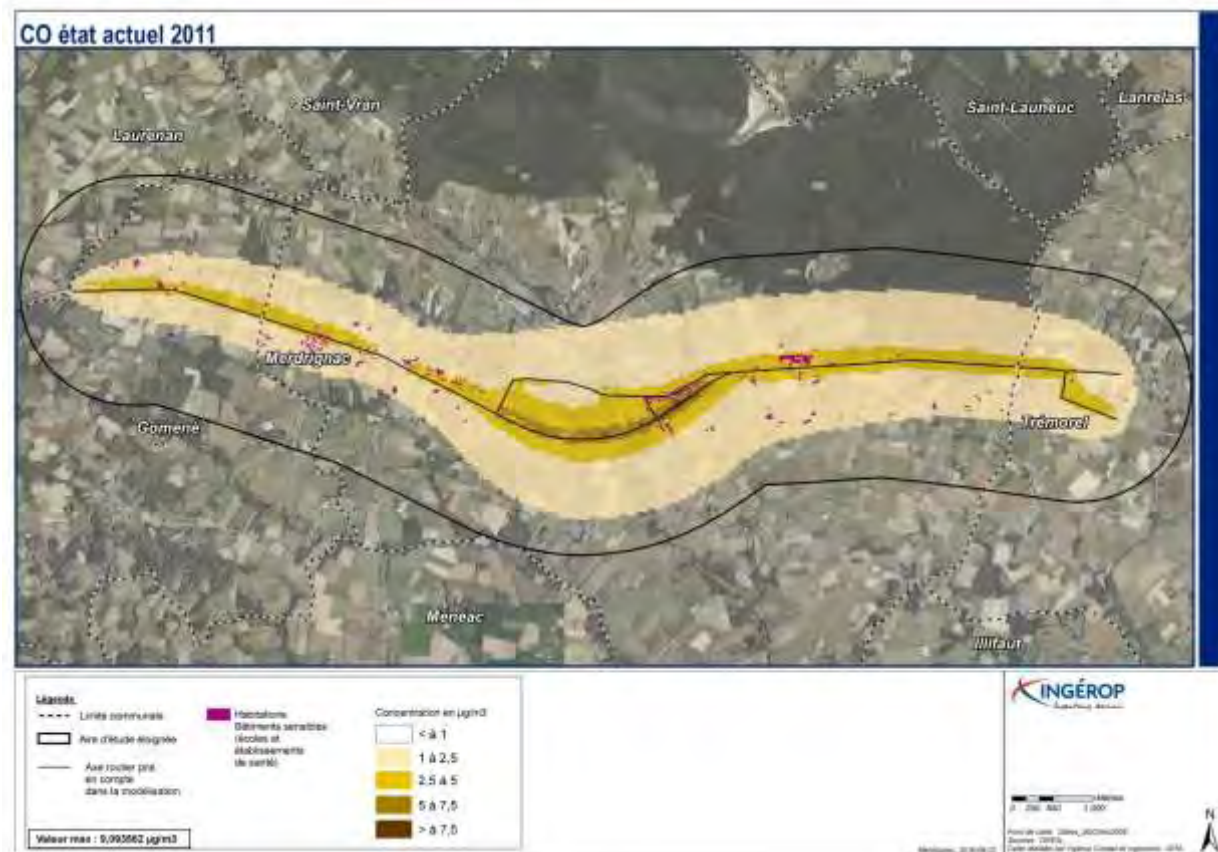 CO état actuel 2011
Saint-Vran
Saint-Launeuc
Lanrelas
Laurenan
Merdrignac
Gomené
Trémorel
Ménéac
Illifaut
Légende
Limite communale
Aire d'étude éloignée
Axe routier pris
en compte
dans la modélisation
Habitations
Bâtiments sensibles
(écoles et
établissements
de santé)
Concentration en µg/m3
< à 1
1 à 2,5
2,5 à 5
5 à 7,5
> à 7,5
Valeur max : 9,093662 µg/m3
INGÉROP
N